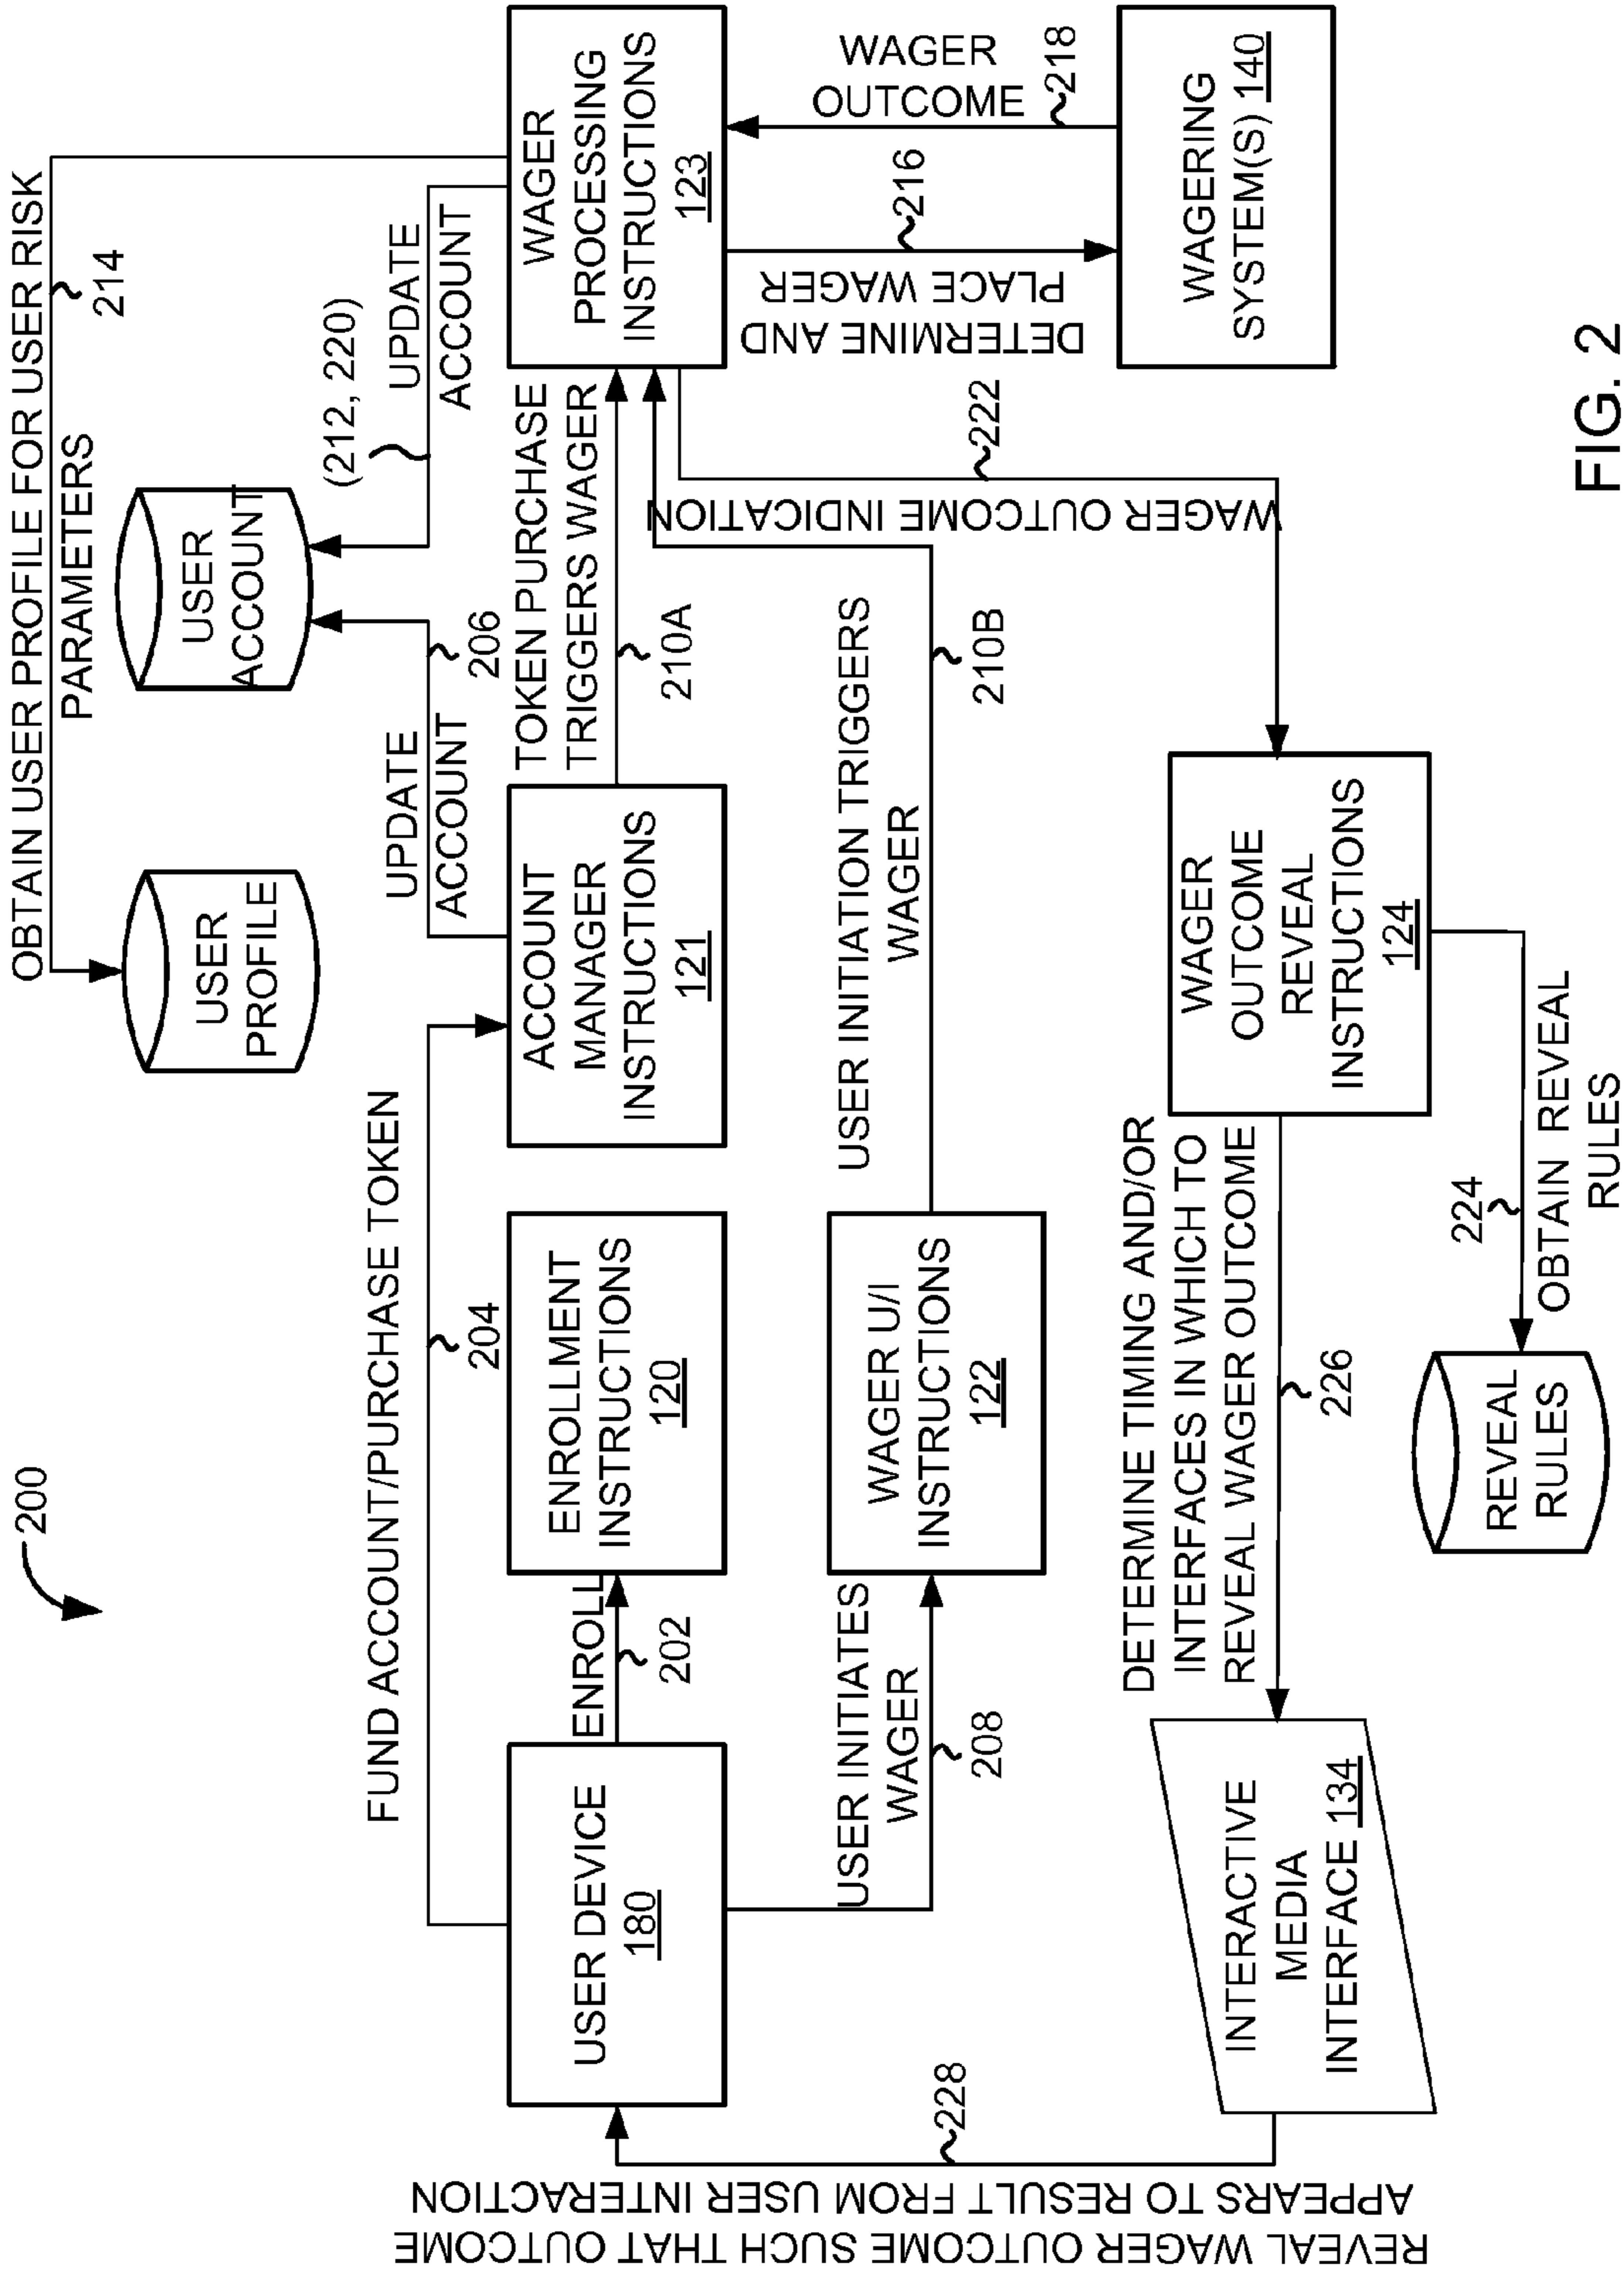 200
OBTAIN USER PROFILE FOR USER RISK
PARAMETERS
214
USER
PROFILE
USER
ACCOUNT
(212, 220)
UPDATE
ACCOUNT
UPDATE
ACCOUNT
206
FUND ACCOUNT/PURCHASE TOKEN
204
USER DEVICE
180
ENROLL
202
ENROLLMENT
INSTRUCTIONS
120
ACCOUNT
MANAGER
INSTRUCTIONS
121
TOKEN PURCHASE
TRIGGERS WAGER
210A
WAGER
PROCESSING
INSTRUCTIONS
123
USER INITIATES
WAGER
208
WAGER U/I
INSTRUCTIONS
122
USER INITIATION TRIGGERS
WAGER
210B
DETERMINE AND
PLACE WAGER
216
WAGER
OUTCOME
218
WAGERING
SYSTEM(S) 140
WAGER OUTCOME INDICATION
222
WAGER
OUTCOME
REVEAL
INSTRUCTIONS
124
DETERMINE TIMING AND/OR
INTERFACES IN WHICH TO
REVEAL WAGER OUTCOME
226
224
OBTAIN REVEAL
RULES
REVEAL
RULES
INTERACTIVE
MEDIA
INTERFACE 134
228
REVEAL WAGER OUTCOME SUCH THAT OUTCOME
APPEARS TO RESULT FROM USER INTERACTION
FIG. 2